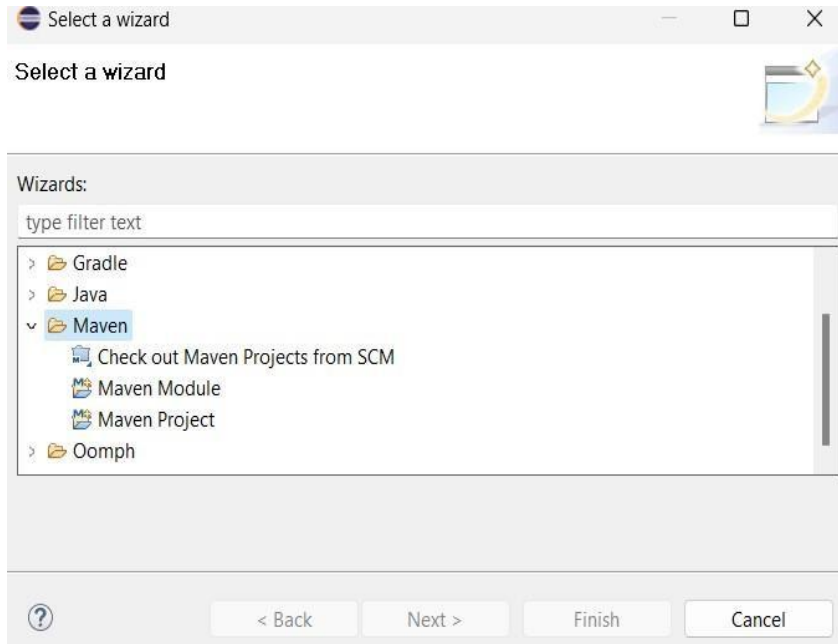 Select a wizard
Select a wizard
Wizards:
type filter text
Gradle
Java
Maven
Check out Maven Projects from SCM
Maven Module
Maven Project
Oomph
? < Back Next > Finish Cancel